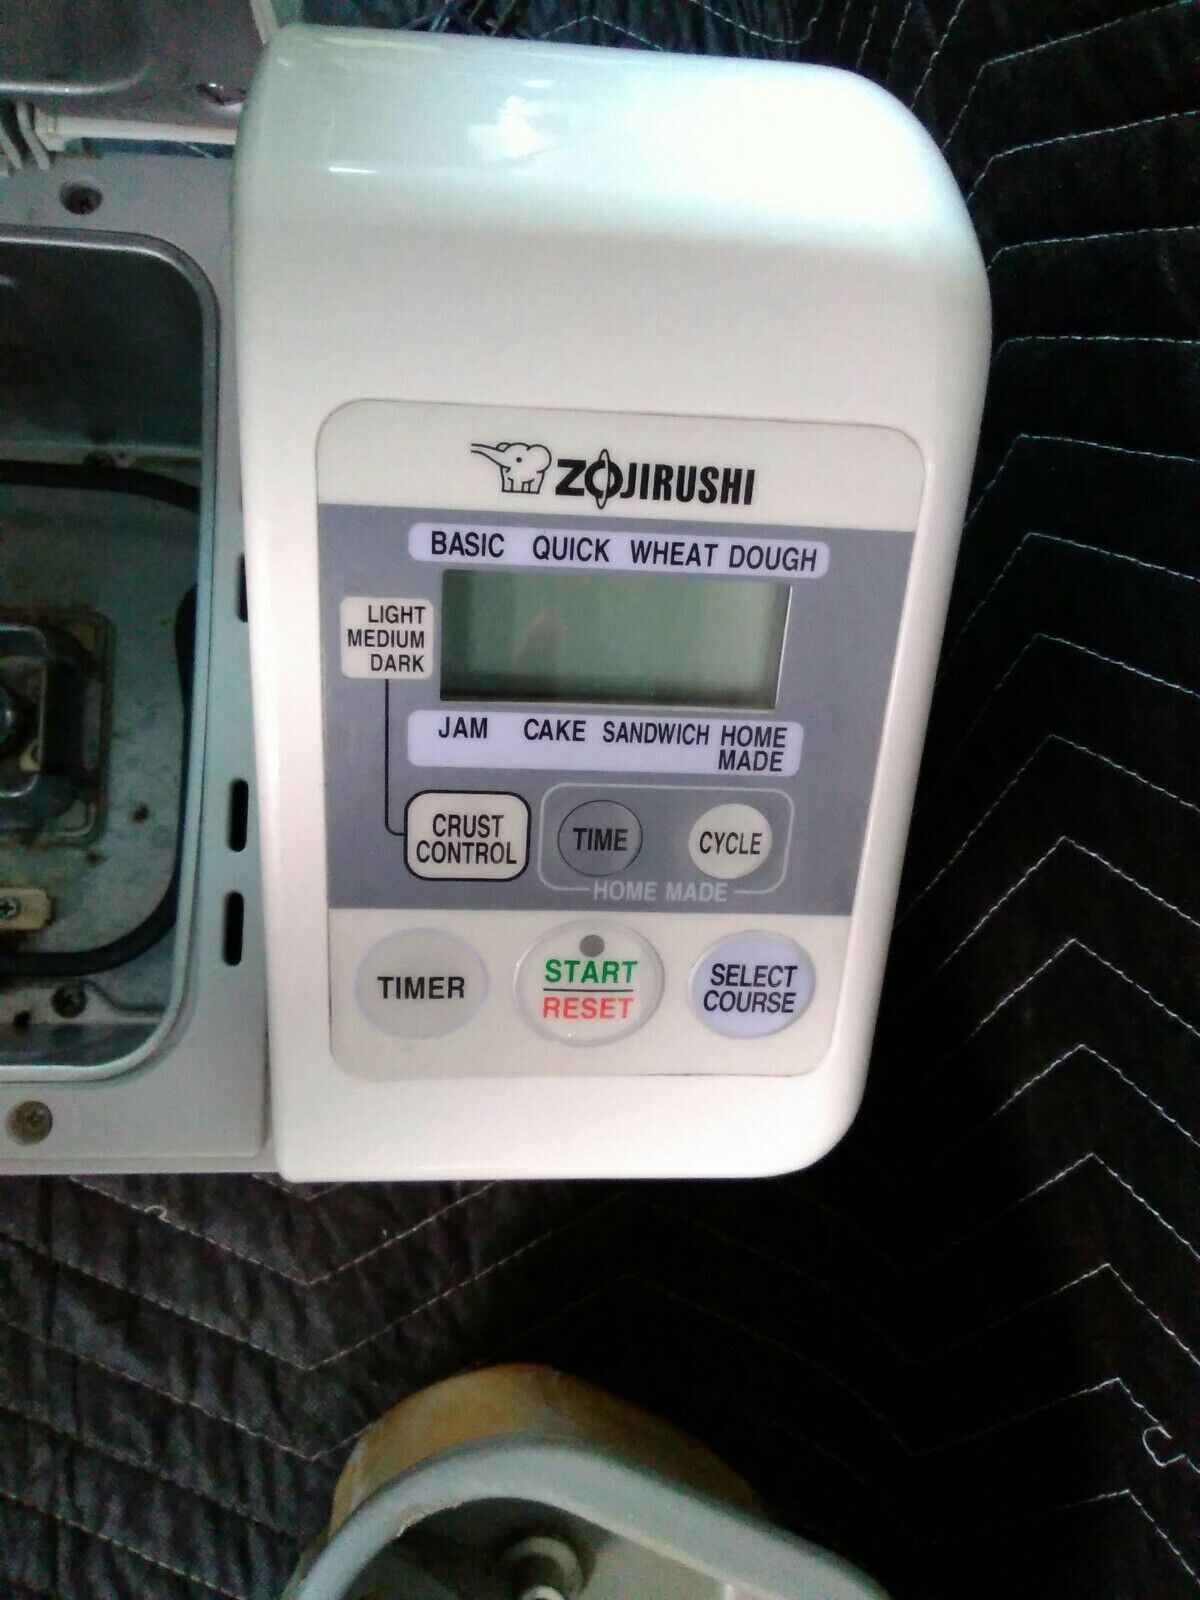 ZOJIRUSHI
BASIC QUICK WHEAT DOUGH
LIGHT
MEDIUM
DARK
JAM CAKE SANDWICH HOME
MADE
CRUST
CONTROL
TIME
CYCLE
HOME MADE
TIMER
START
RESET
SELECT
COURSE